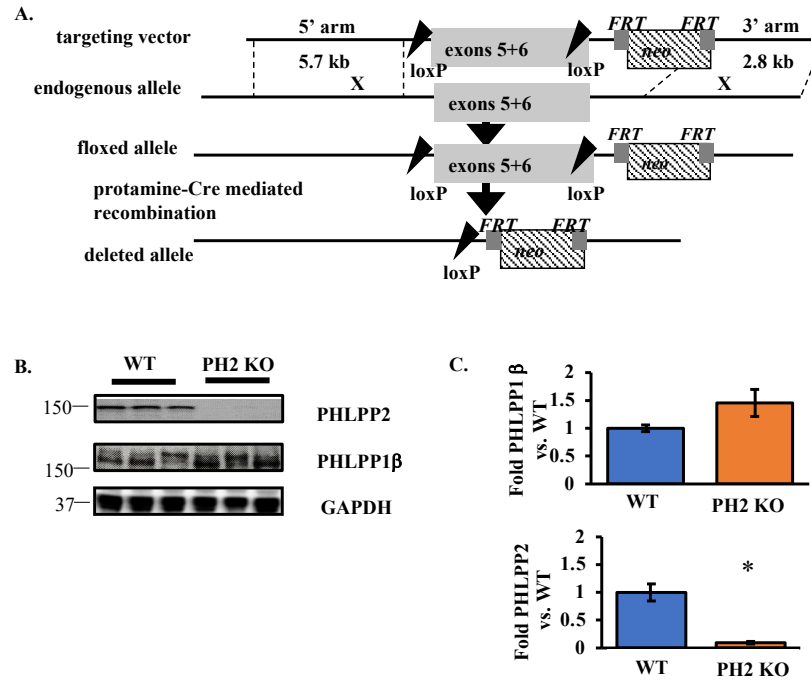 A.
targeting vector
5’ arm
5.7 kb
loxP
exons 5+6
loxP
FRT
neo
FRT
3’ arm
2.8 kb
endogenous allele
X
exons 5+6
X
floxed allele
loxP
exons 5+6
loxP
FRT
neo
FRT
protamine-Cre mediated
recombination
deleted allele
loxP
FRT
neo
FRT
B.
WT
PH2 KO
150
PHLPP2
150
PHLPP1β
37
GAPDH
C.
Fold PHLPP1 β
vs. WT
2
1.5
1
0.5
0
WT
PH2 KO
Fold PHLPP2
vs. WT
2
1.5
1
0.5
0
*
WT
PH2 KO